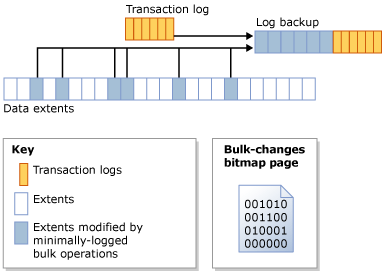 Transaction log
Log backup
Data extents
Key
Transaction logs
Extents
Extents modified by
minimally-logged
bulk operations
Bulk-changes
bitmap page
001010
001100
010001
000000